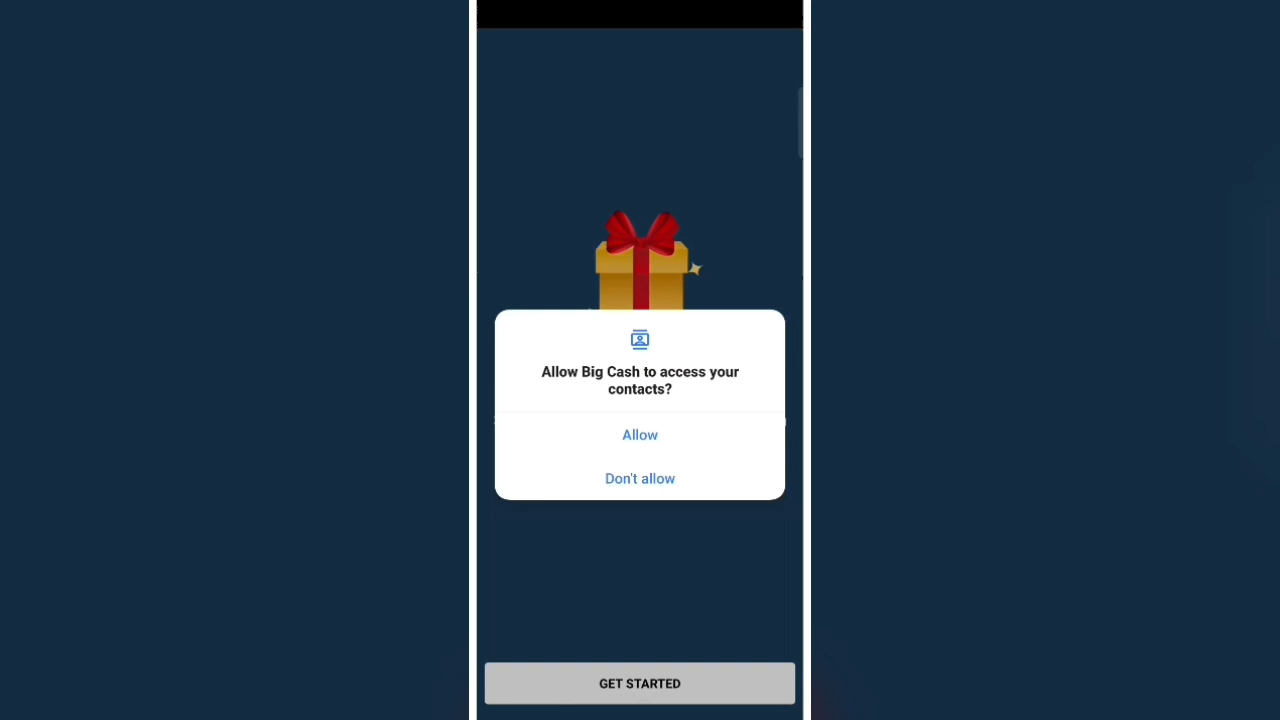 Allow Big Cash to access your
contacts?
Allow
Don't allow
GET STARTED